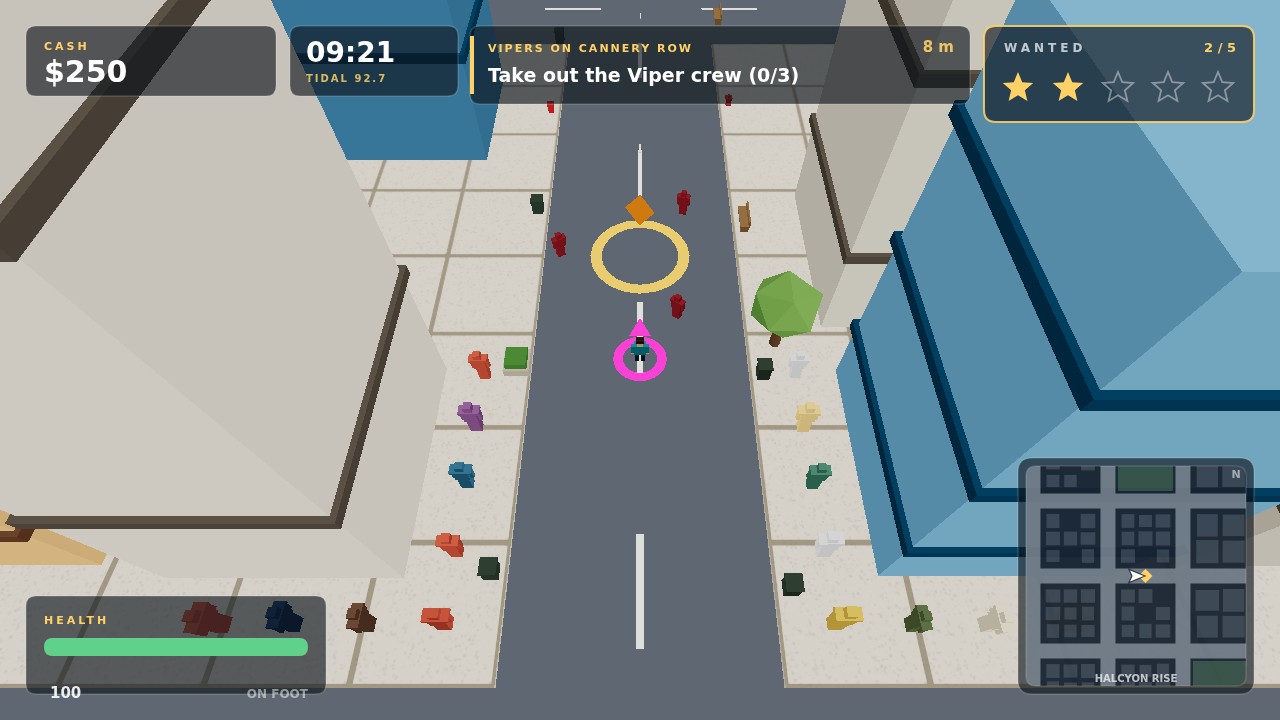 CASH
$250
09:21
TIDAL 92.7
VIPERS ON CANNERY ROW
8 m
Take out the Viper crew (0/3)
WANTED
2 / 5
HEALTH
100
ON FOOT
N
HALCYON RISE